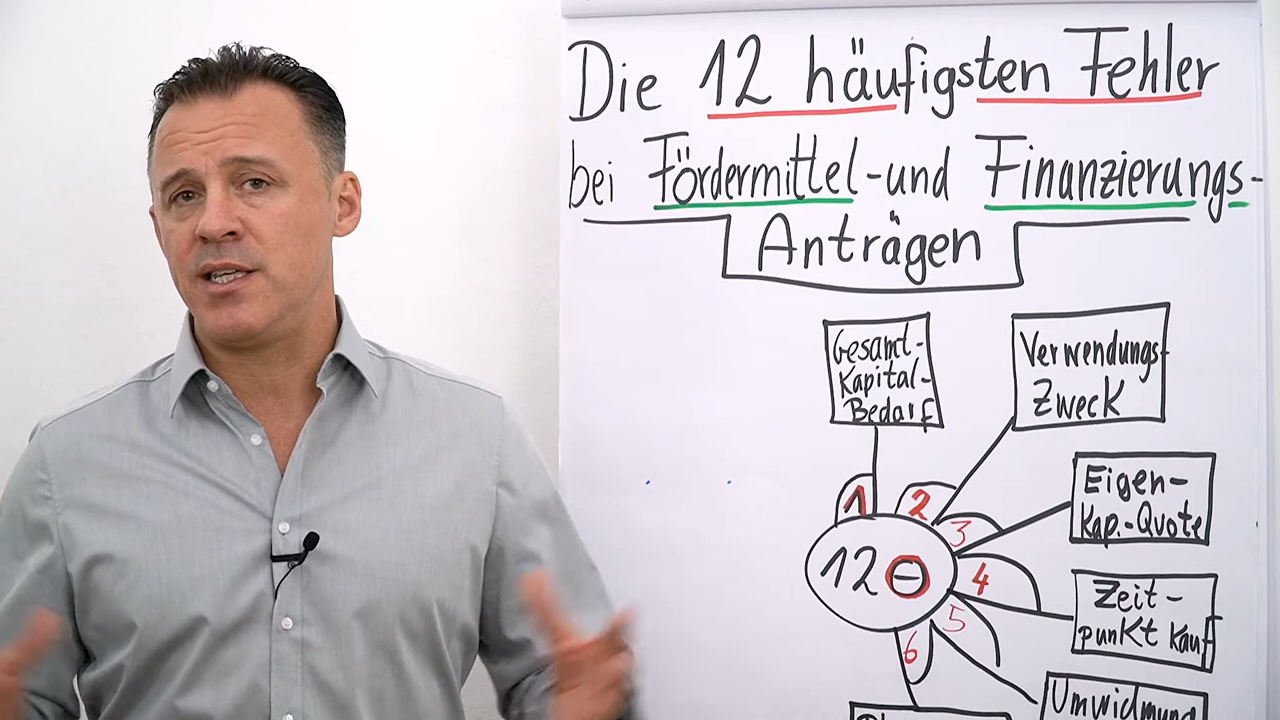 Die 12 häufigsten Fehler
bei Fördermittel-und Finanzierungs-
Anträgen
Gesamt-
Kapital-
Bedarf
Verwendungs
Zweck
Eigen-
Kap.-Quote
Zeit-
punkt Kauf
Umwidmung
1
2
3
4
5
6
12 -